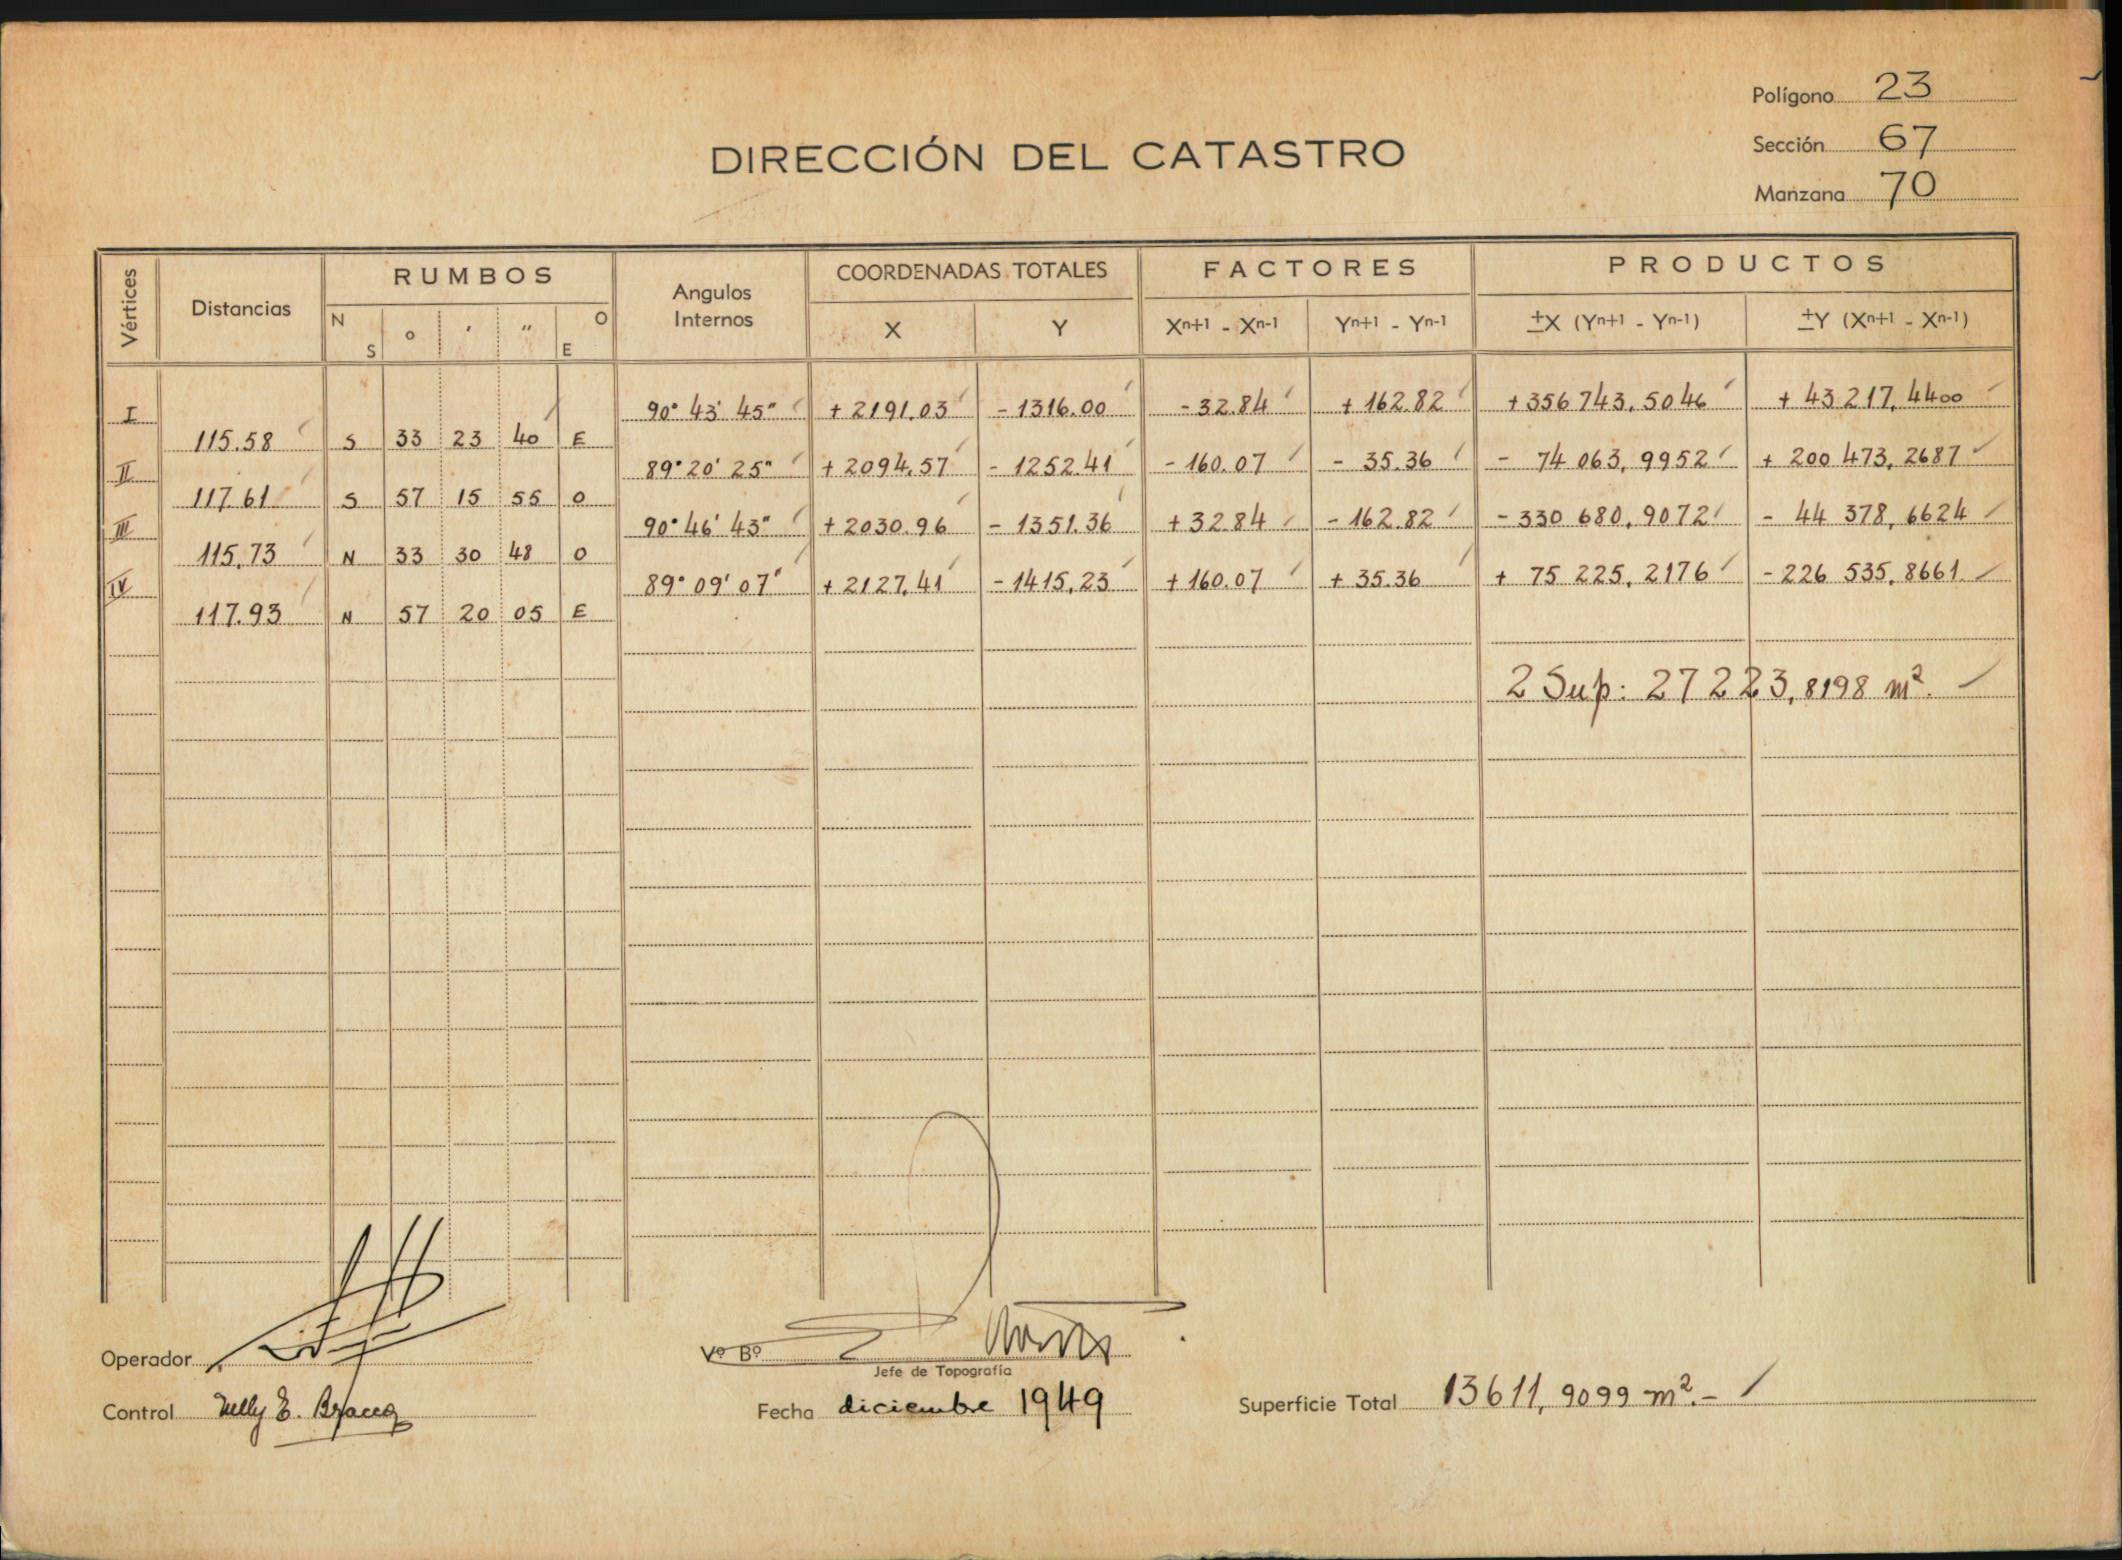 Polígono 23
Sección 67
Manzana 70
DIRECCIÓN DEL CATASTRO
Vértices Distancias RUMBOS Angulos Internos COORDENADAS TOTALES FACTORES PRODUCTOS
N S o ' '' O E X Y Xn+1 - Xn-1 Yn+1 - Yn-1 ±X (Yn+1 - Yn-1) ±Y (Xn+1 - Xn-1)
I 90° 43' 45" + 2191.03 - 1316.00 - 32.84 + 162.82 + 356 743,5046 + 43 217,4400
115.58 S 33 23 40 E
II 89° 20' 25" + 2094,57 - 1252.41 - 160.07 - 35.36 - 74 063,9952 + 200 473,2687
117.61 S 57 15 55 O
III 90° 46' 43" + 2030.96 - 1351.36 + 32.84 - 162.82 - 330 680,9072 - 44 378,6624
115,73 N 33 30 48 O
IV 89° 09' 07" + 2127,41 - 1415,23 + 160.07 + 35.36 + 75 225,2176 - 226 535,8661
117.93 N 57 20 05 E
2 Sup: 27 223,8198 m².
Operador
Vº Bº
Jefe de Topografía
Control Nelly E. Bracco
Fecha diciembre 1949
Superficie Total 13611,9099 m².-